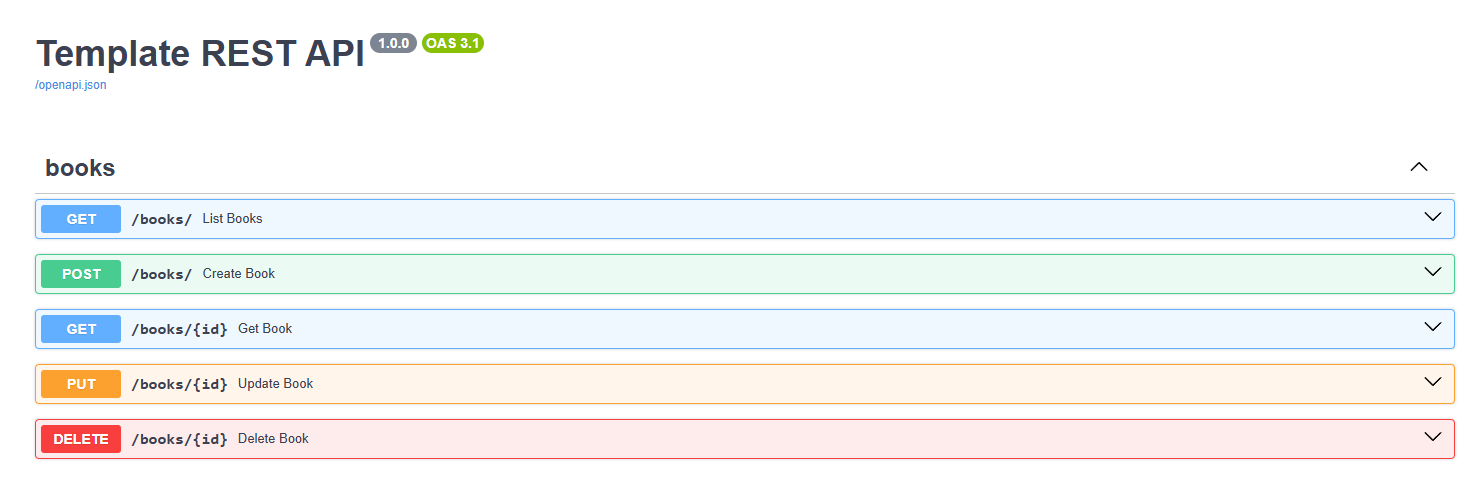 Template REST API 1.0.0 OAS 3.1
/openapi.json
books
GET /books/ List Books
POST /books/ Create Book
GET /books/{id} Get Book
PUT /books/{id} Update Book
DELETE /books/{id} Delete Book